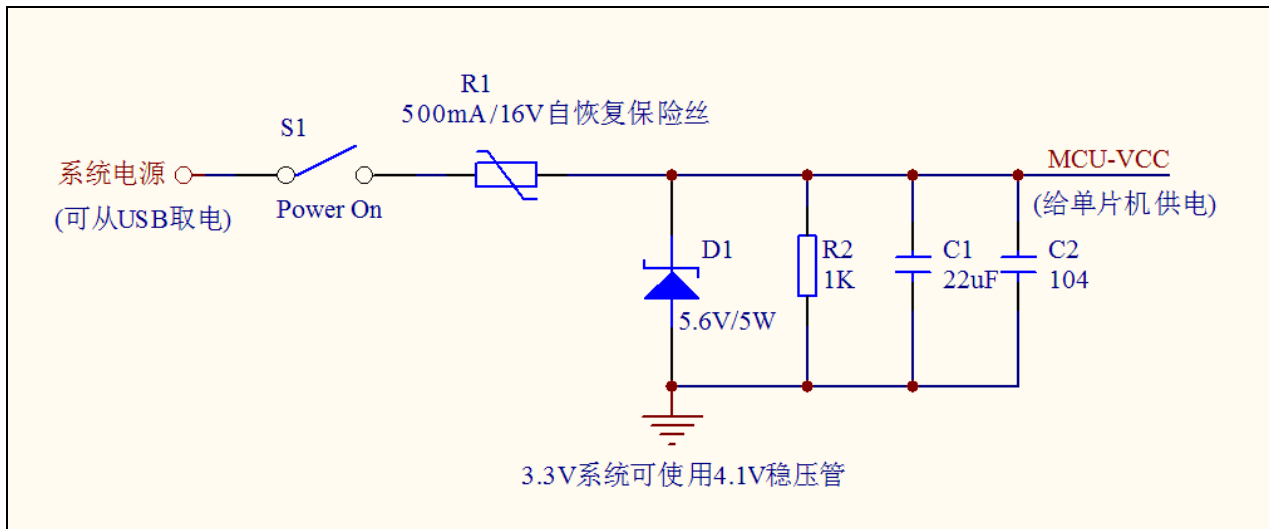 R1
500mA/16V自恢复保险丝
S1
系统电源
(可从USB取电)
Power On
MCU-VCC
(给单片机供电)
D1
5.6V/5W
R2
1K
C1
22uF
C2
104
3.3V系统可使用4.1V稳压管